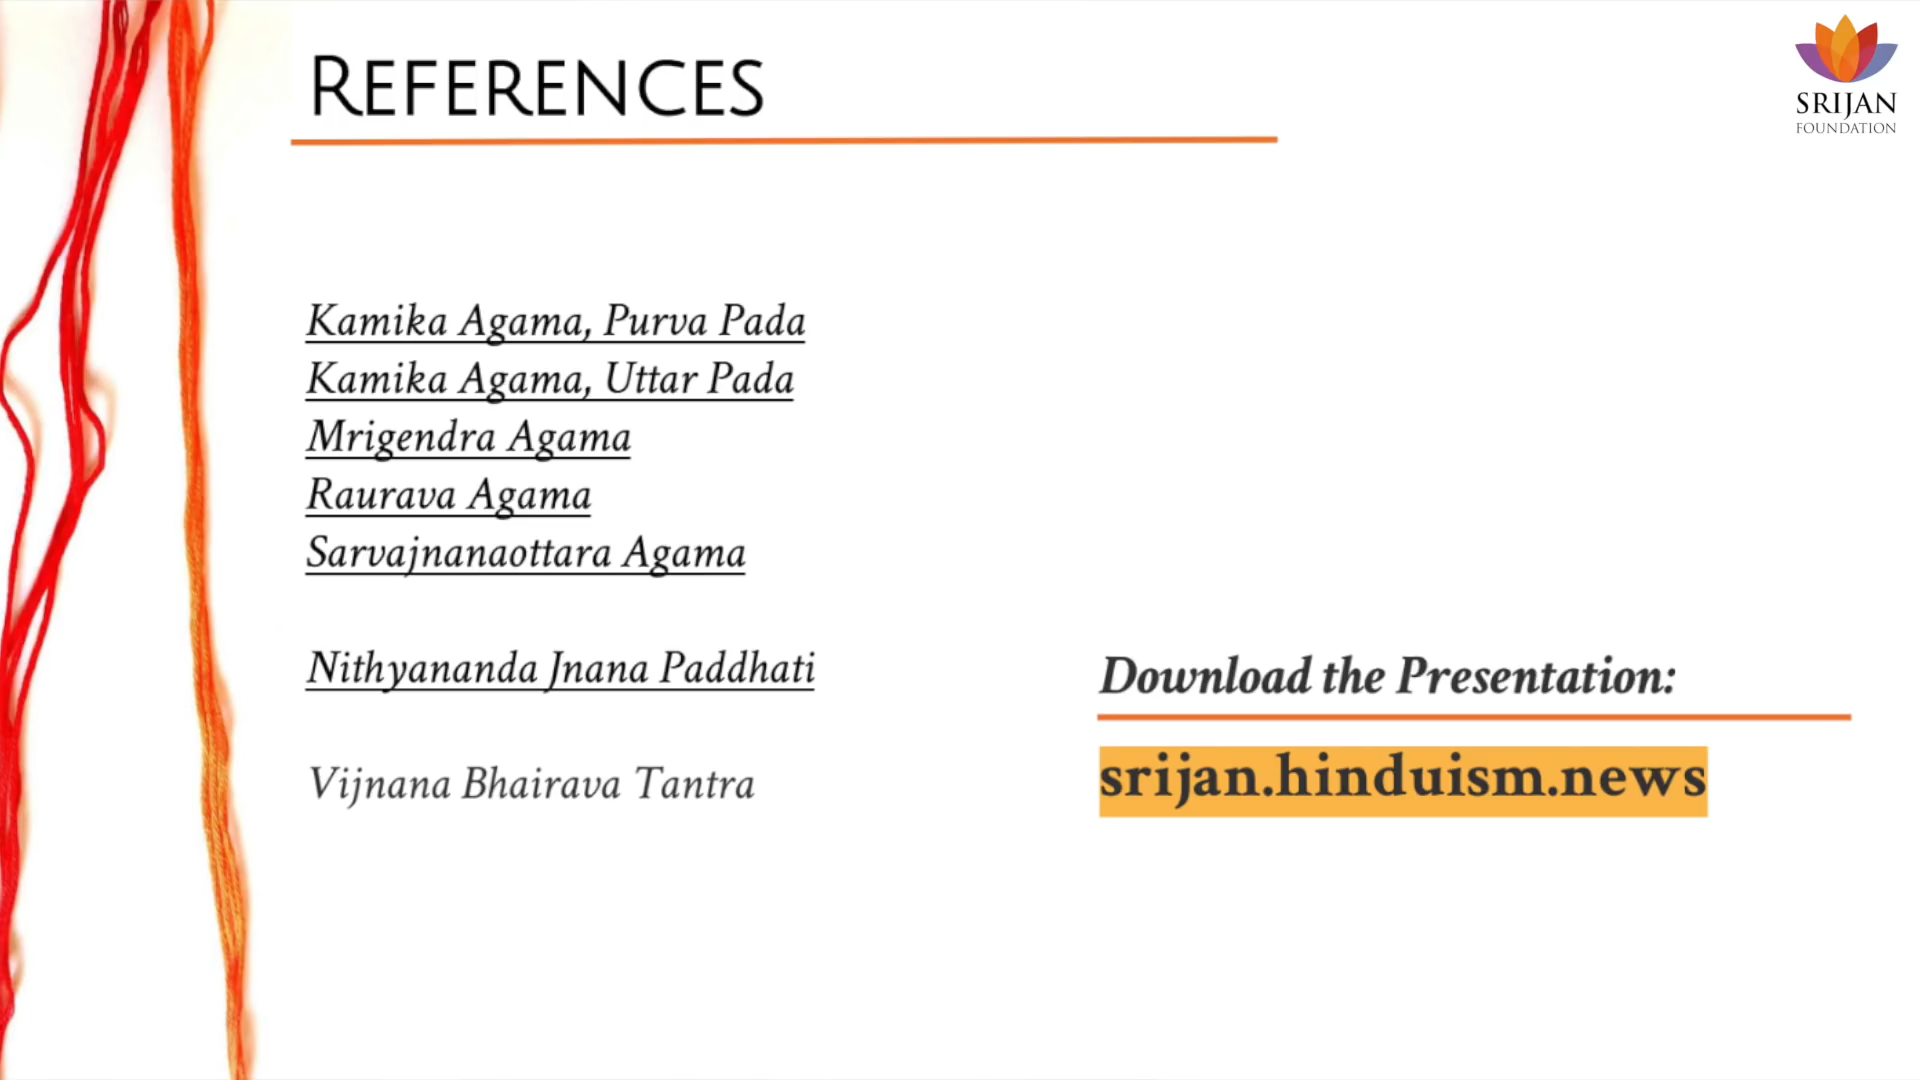 References
SRIJAN
FOUNDATION
Kamika Agama, Purva Pada
Kamika Agama, Uttar Pada
Mrigendra Agama
Raurava Agama
Sarvajnanaottara Agama
Nithyananda Jnana Paddhati
Vijnana Bhairava Tantra
Download the Presentation:
srijan.hinduism.news